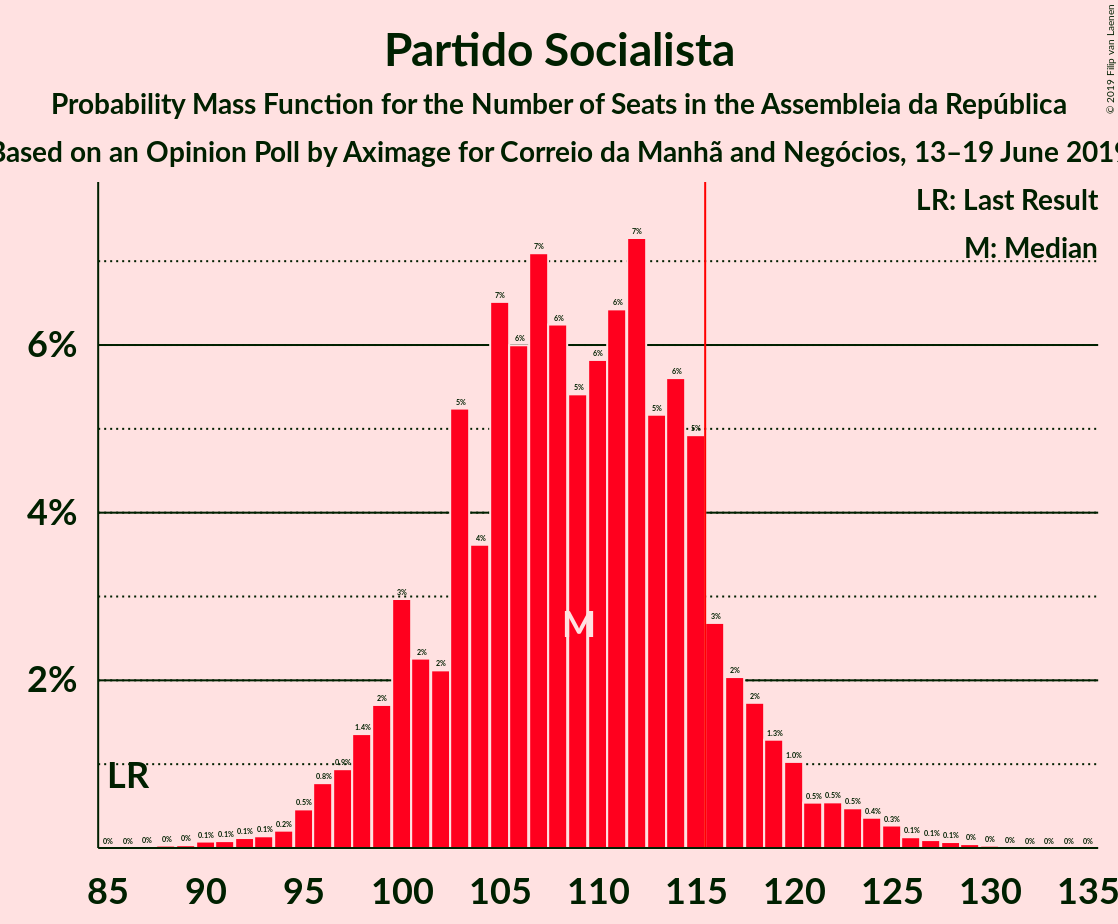 Partido Socialista
Probability Mass Function for the Number of Seats in the Assembleia da República
Based on an Opinion Poll by Aximage for Correio da Manhã and Negócios, 13–19 June 2019
© 2019 Filip van Laenen
LR: Last Result
M: Median
6%
4%
2%
0% 0% 0% 0% 0% 0.1% 0.1% 0.1% 0.1% 0.2% 0.5% 0.8% 0.9% 1.4% 2% 3% 2% 2% 5% 4% 7% 6% 7% 6% 5% 6% 6% 7% 5% 6% 5% 3% 2% 2% 1.3% 1.0% 0.5% 0.5% 0.5% 0.4% 0.3% 0.1% 0.1% 0.1% 0% 0% 0% 0% 0% 0% 0%
M
LR
85 90 95 100 105 110 115 120 125 130 135